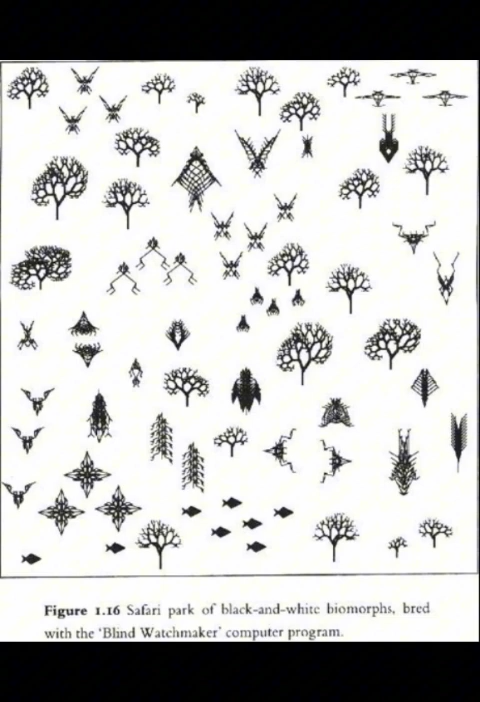 Figure 1.16 Safari park of black-and-white biomorphs, bred
with the 'Blind Watchmaker' computer program.